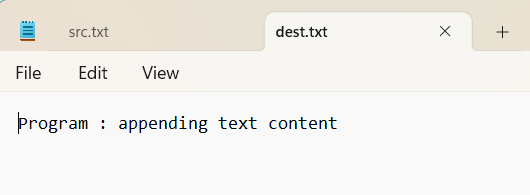 src.txt
dest.txt
File Edit View
Program : appending text content